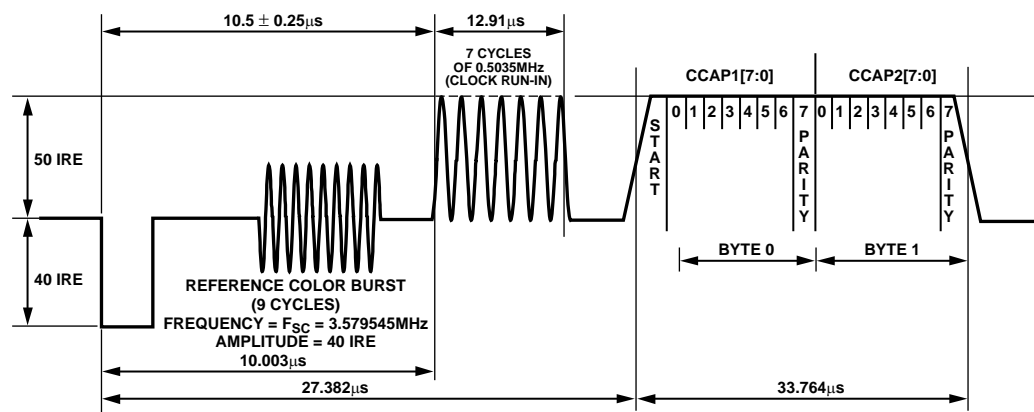 10.5 ± 0.25μs
12.91μs
7 CYCLES
OF 0.5035MHz
(CLOCK RUN-IN)
CCAP1[7:0]
CCAP2[7:0]
0 1 2 3 4 5 6 7 0 1 2 3 4 5 6 7
START
PARITY
PARITY
50 IRE
40 IRE
BYTE 0
BYTE 1
REFERENCE COLOR BURST
(9 CYCLES)
FREQUENCY = FSC = 3.579545MHz
AMPLITUDE = 40 IRE
10.003μs
27.382μs
33.764μs